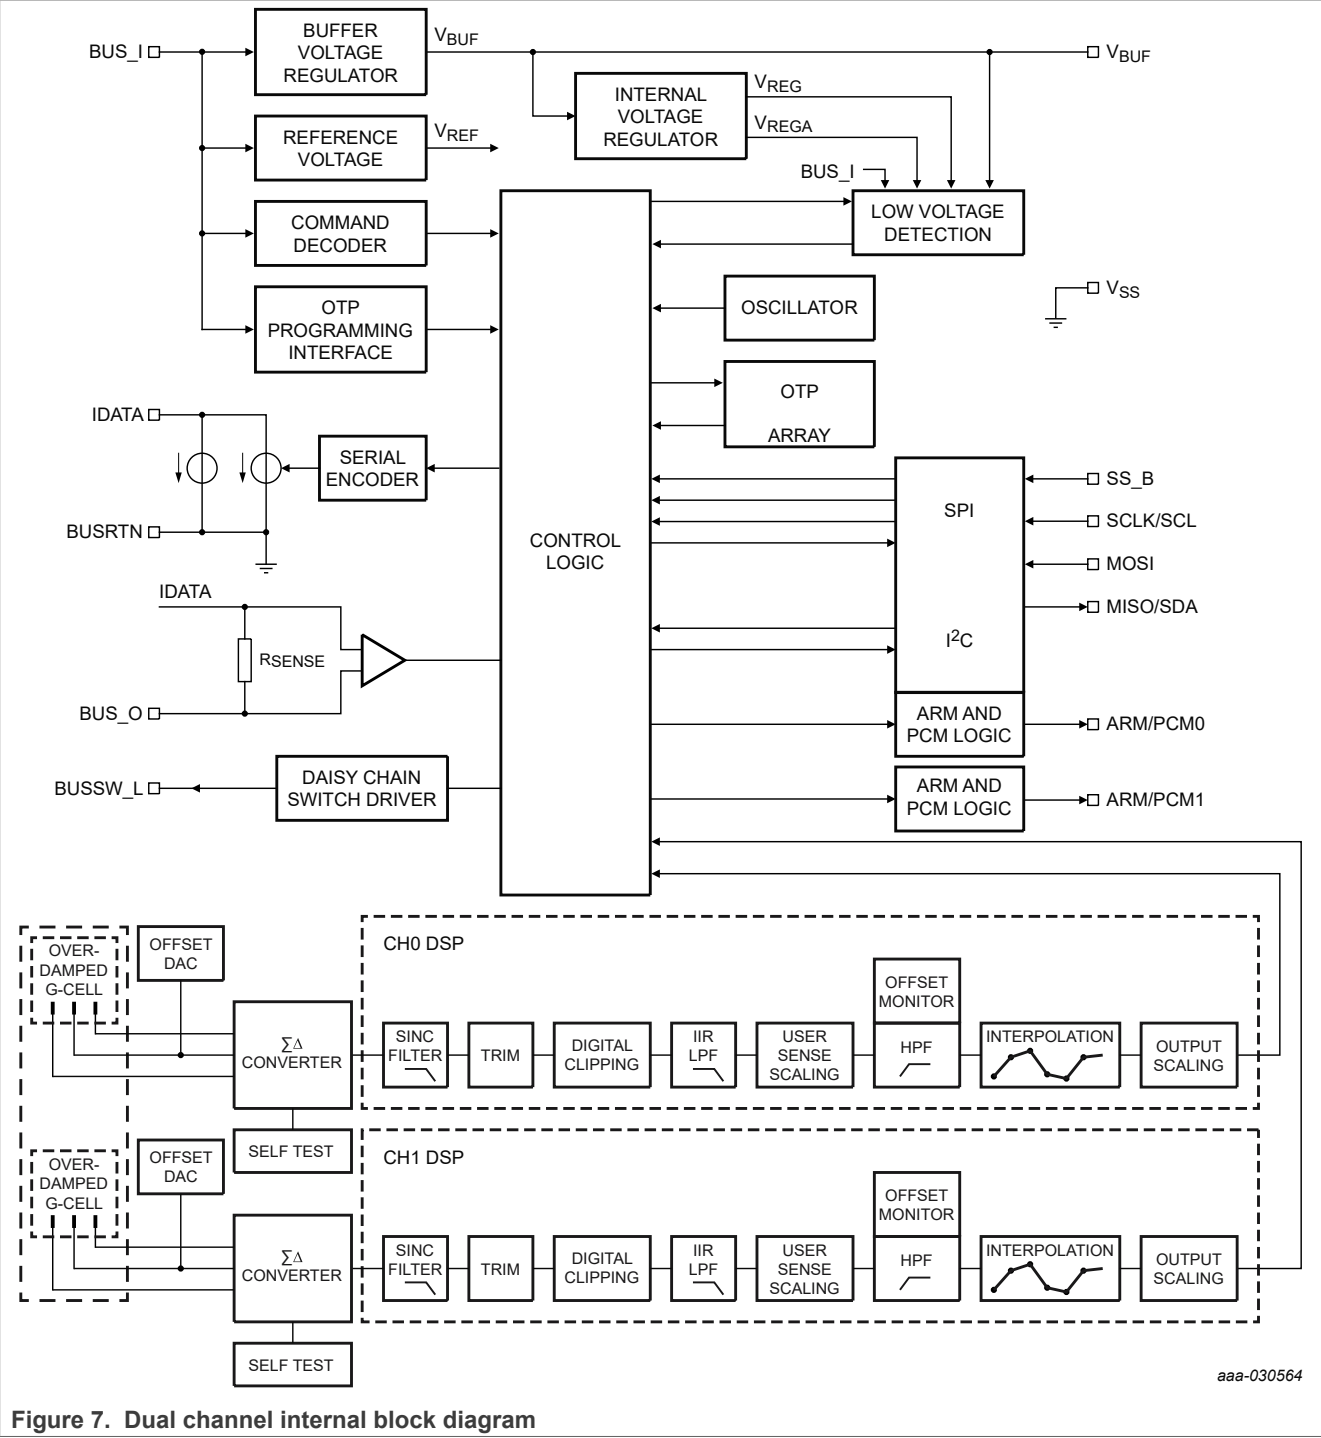 BUS_I
BUFFER
VOLTAGE
REGULATOR
VBUF
VBUF
INTERNAL
VOLTAGE
REGULATOR
VREG
VREGA
REFERENCE
VOLTAGE
VREF
BUS_I
LOW VOLTAGE
DETECTION
COMMAND
DECODER
OTP
PROGRAMMING
INTERFACE
OSCILLATOR
VSS
OTP
ARRAY
IDATA
SERIAL
ENCODER
BUSRTN
CONTROL
LOGIC
SPI
I2C
SS_B
SCLK/SCL
MOSI
MISO/SDA
IDATA
RSENSE
BUS_O
ARM AND
PCM LOGIC
ARM/PCM0
BUSSW_L
DAISY CHAIN
SWITCH DRIVER
ARM AND
PCM LOGIC
ARM/PCM1
OVER-
DAMPED
G-CELL
OFFSET
DAC
ΣΔ
CONVERTER
SELF TEST
CH0 DSP
SINC
FILTER
TRIM
DIGITAL
CLIPPING
IIR
LPF
USER
SENSE
SCALING
OFFSET
MONITOR
HPF
INTERPOLATION
OUTPUT
SCALING
OVER-
DAMPED
G-CELL
OFFSET
DAC
ΣΔ
CONVERTER
SELF TEST
CH1 DSP
SINC
FILTER
TRIM
DIGITAL
CLIPPING
IIR
LPF
USER
SENSE
SCALING
OFFSET
MONITOR
HPF
INTERPOLATION
OUTPUT
SCALING
aaa-030564
Figure 7. Dual channel internal block diagram